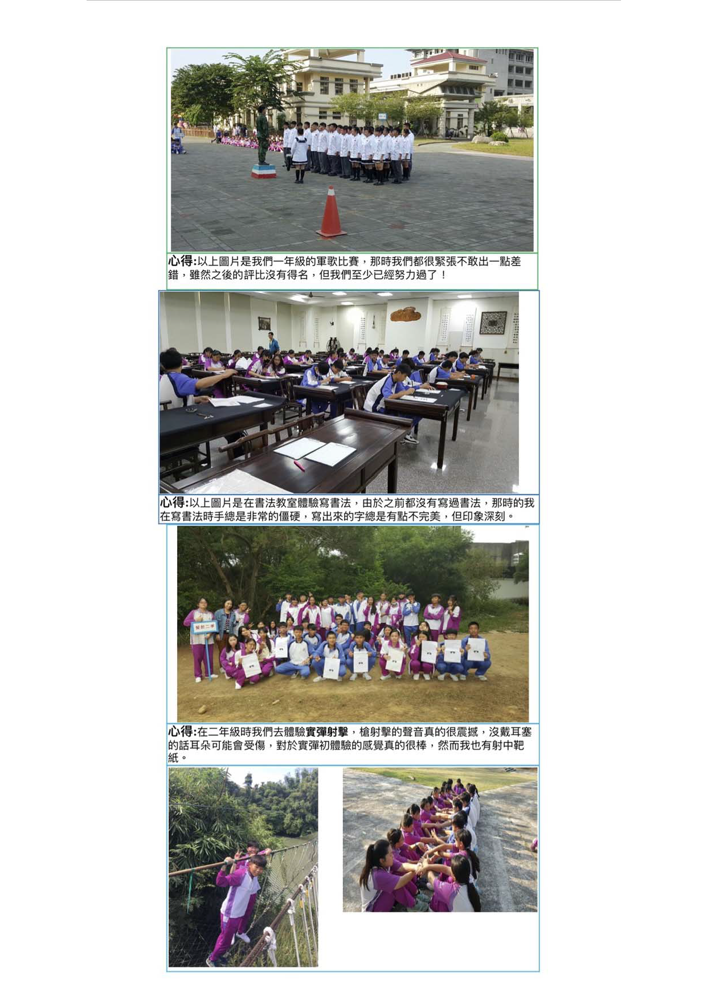 心得:以上圖片是我們一年級的軍歌比賽，那時我們都很緊張不敢出一點差
錯，雖然之後的評比沒有得名，但我們至少已經努力過了！
心得:以上圖片是在書法教室體驗寫書法，由於之前都沒有寫過書法，那時的我
在寫書法時手總是非常的僵硬，寫出來的字總是有點不完美，但印象深刻。
餐飲二孝
心得:在二年級時我們去體驗實彈射擊，槍射擊的聲音真的很震撼，沒戴耳塞
的話耳朵可能會受傷，對於實彈初體驗的感覺真的很棒，然而我也有射中靶
紙。